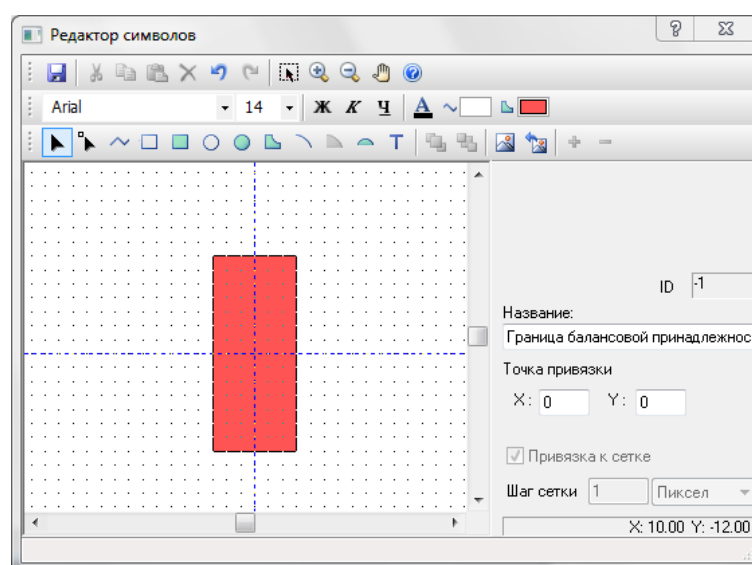 Редактор символов
Arial 14 Ж К Ч А
T
ID -1
Название:
Граница балансовой принадлежнос
Точка привязки
X: 0 Y: 0
Привязка к сетке
Шаг сетки 1 Пиксел
X: 10.00 Y: -12.00